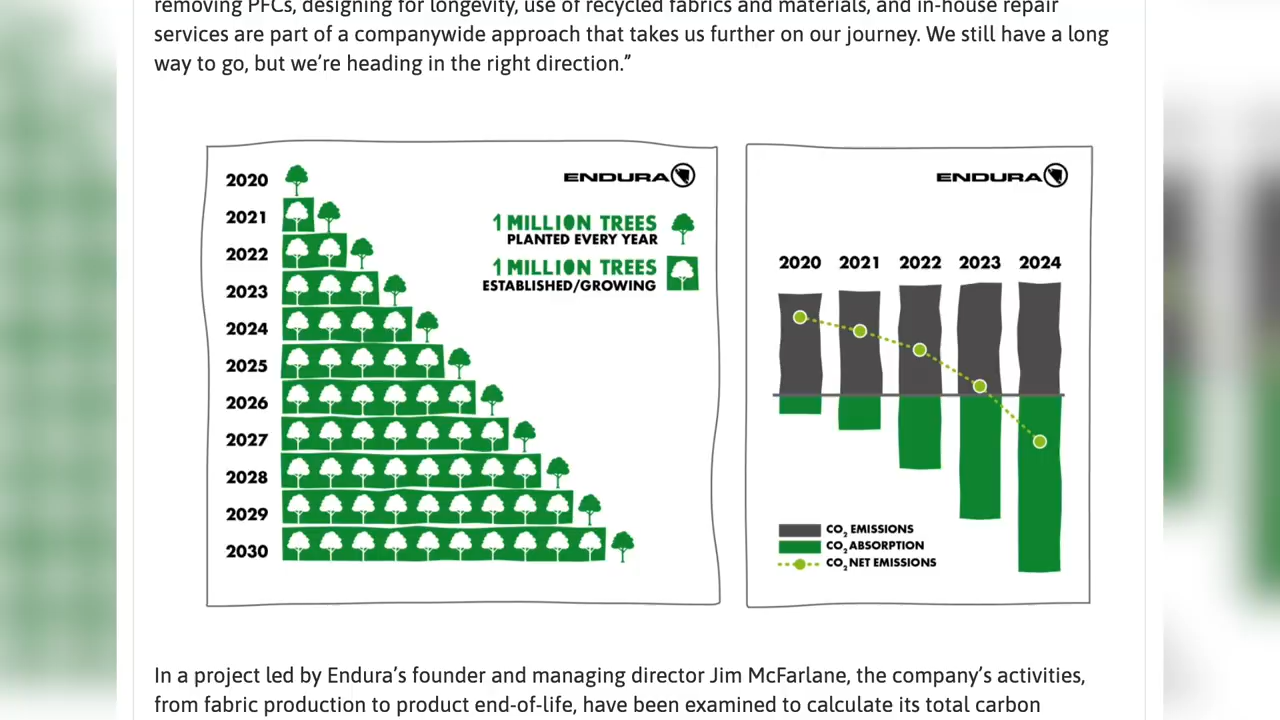 removing PFCs, designing for longevity, use of recycled fabrics and materials, and in-house repair
services are part of a companywide approach that takes us further on our journey. We still have a long
way to go, but we’re heading in the right direction.”
2020
2021
2022
2023
2024
2025
2026
2027
2028
2029
2030
ENDURA
1 MILLION TREES
PLANTED EVERY YEAR
1 MILLION TREES
ESTABLISHED/GROWING
ENDURA
2020 2021 2022 2023 2024
CO2 EMISSIONS
CO2 ABSORPTION
CO2 NET EMISSIONS
In a project led by Endura’s founder and managing director Jim McFarlane, the company’s activities,
from fabric production to product end-of-life, have been examined to calculate its total carbon